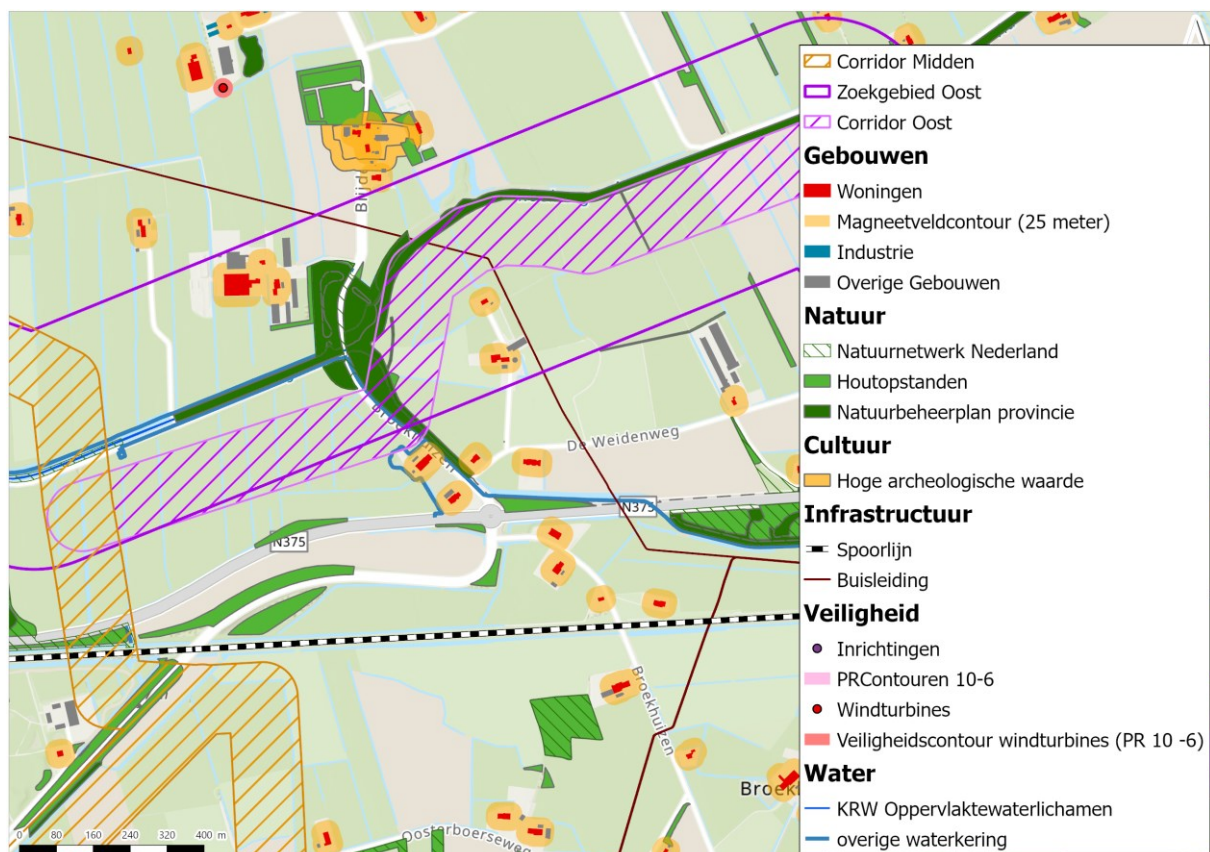 Corridor Midden
Zoekgebied Oost
Corridor Oost
Gebouwen
Woningen
Magneetveldcontour (25 meter)
Industrie
Overige Gebouwen
Natuur
Natuurnetwerk Nederland
Houtopstanden
Natuurbeheerplan provincie
Cultuur
Hoge archeologische waarde
Infrastructuur
Spoorlijn
Buisleiding
Veiligheid
Inrichtingen
PRContouren 10-6
Windturbines
Veiligheidscontour windturbines (PR 10 -6)
Water
KRW Oppervlaktewaterlichamen
overige waterkering
De Weidenweg
N375
N375
Broekhuizen
Oosterboerseweg
0 80 160 240 320 400 m